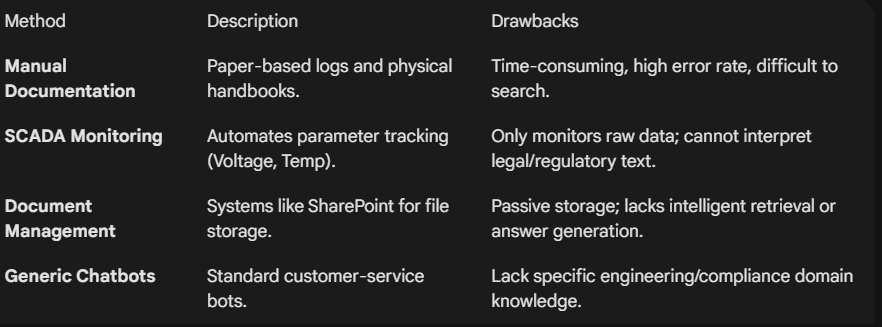 Method Description Drawbacks
Manual Documentation Paper-based logs and physical handbooks. Time-consuming, high error rate, difficult to search.
SCADA Monitoring Automates parameter tracking (Voltage, Temp). Only monitors raw data; cannot interpret legal/regulatory text.
Document Management Systems like SharePoint for file storage. Passive storage; lacks intelligent retrieval or answer generation.
Generic Chatbots Standard customer-service bots. Lack specific engineering/compliance domain knowledge.